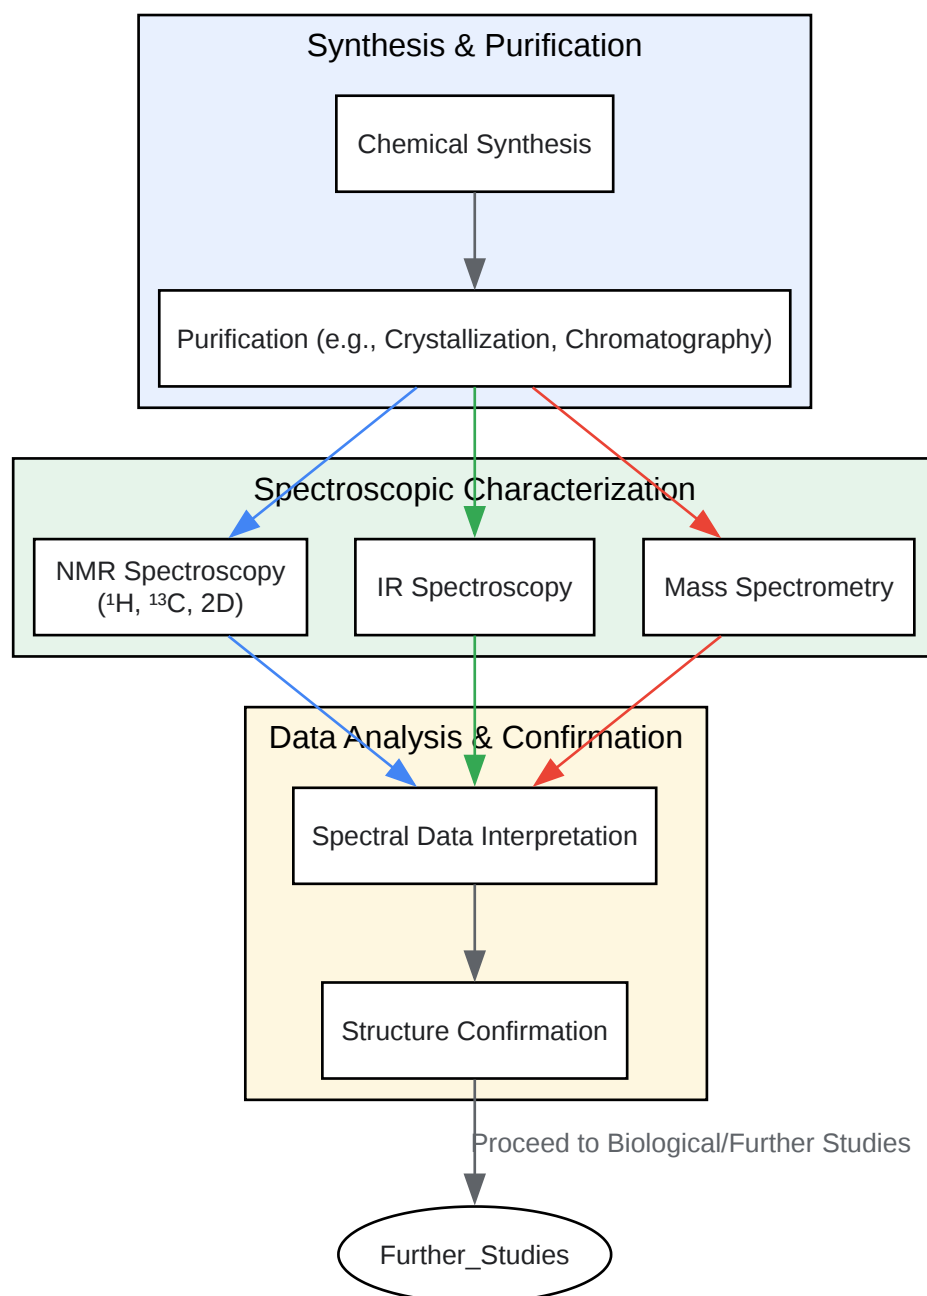 Synthesis & Purification
Chemical Synthesis
Purification (e.g., Crystallization, Chromatography)
Spectroscopic Characterization
NMR Spectroscopy
(¹H, ¹³C, 2D)
IR Spectroscopy
Mass Spectrometry
Data Analysis & Confirmation
Spectral Data Interpretation
Structure Confirmation
Proceed to Biological/Further Studies
Further_Studies